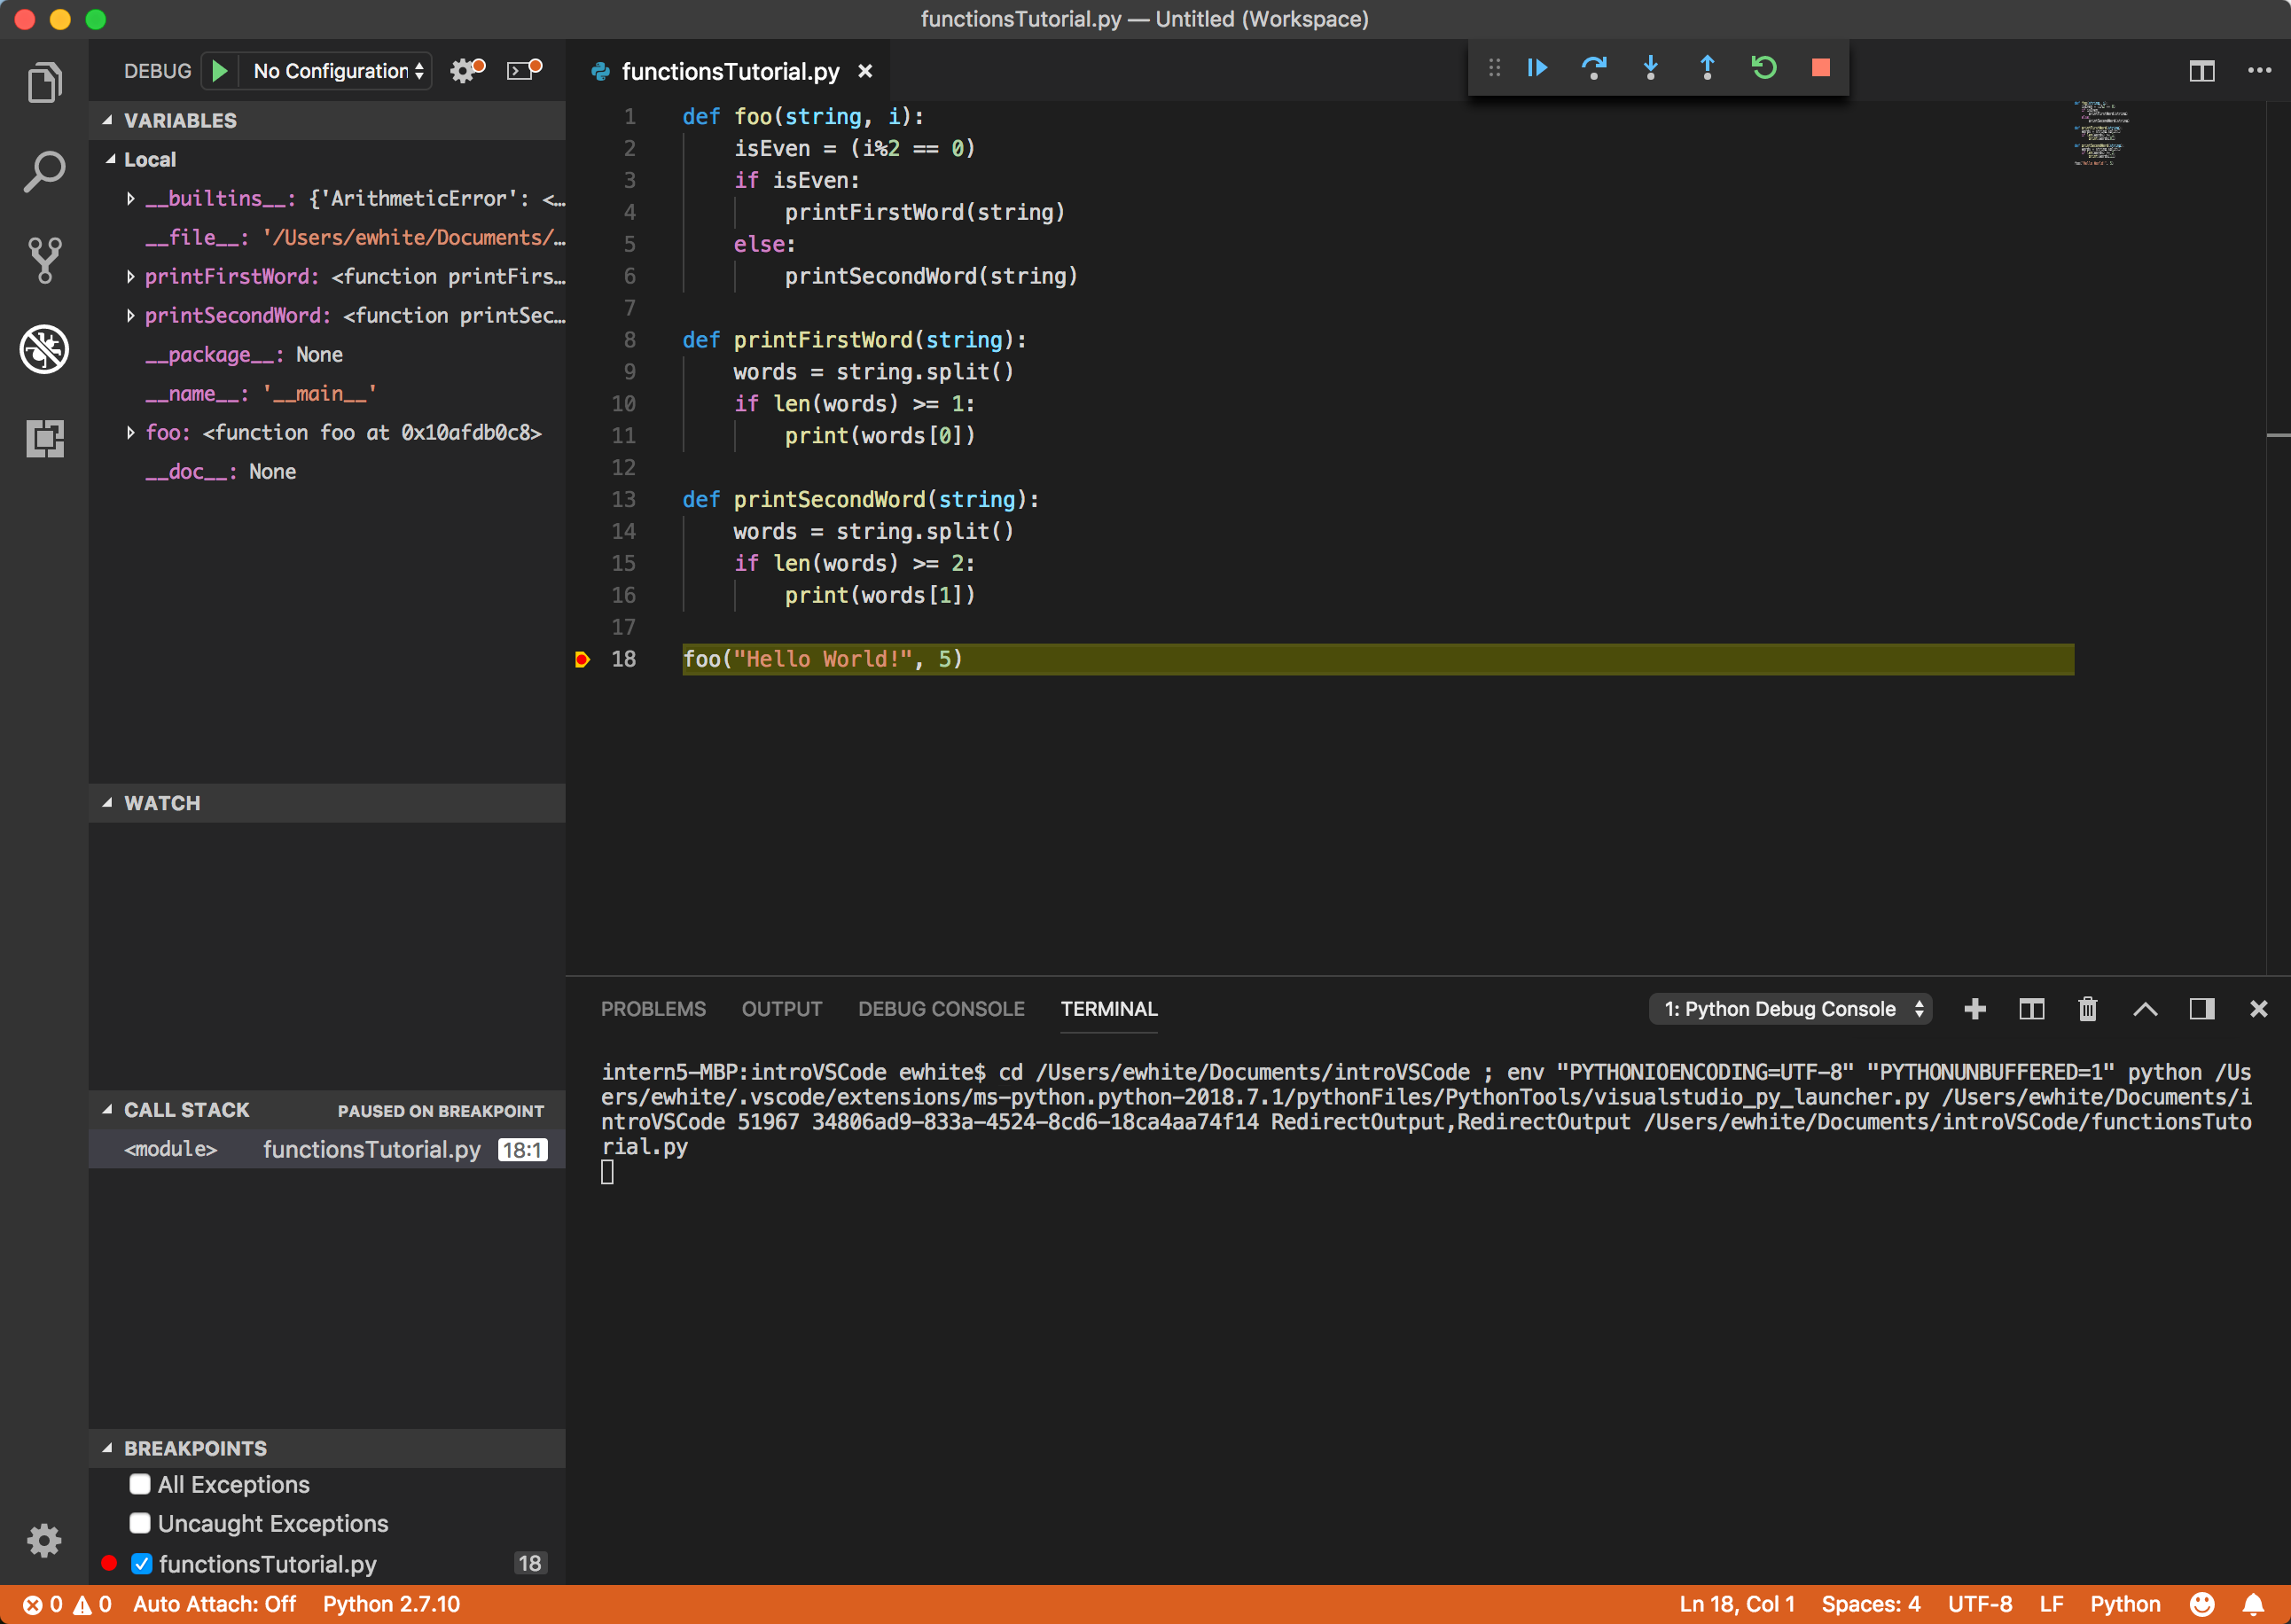 functionsTutorial.py — Untitled (Workspace)
DEBUG No Configuration
VARIABLES
Local
__builtins__: {'ArithmeticError': <…
__file__: '/Users/ewhite/Documents/…
printFirstWord: <function printFirs…
printSecondWord: <function printSec…
__package__: None
__name__: '__main__'
foo: <function foo at 0x10afdb0c8>
__doc__: None
WATCH
CALL STACK PAUSED ON BREAKPOINT
<module> functionsTutorial.py 18:1
BREAKPOINTS
All Exceptions
Uncaught Exceptions
functionsTutorial.py 18
functionsTutorial.py
1 def foo(string, i):
2     isEven = (i%2 == 0)
3     if isEven:
4         printFirstWord(string)
5     else:
6         printSecondWord(string)
7
8 def printFirstWord(string):
9     words = string.split()
10     if len(words) >= 1:
11         print(words[0])
12
13 def printSecondWord(string):
14     words = string.split()
15     if len(words) >= 2:
16         print(words[1])
17
18 foo("Hello World!", 5)
PROBLEMS OUTPUT DEBUG CONSOLE TERMINAL 1: Python Debug Console
intern5-MBP:introVSCode ewhite$ cd /Users/ewhite/Documents/introVSCode ; env "PYTHONIOENCODING=UTF-8" "PYTHONUNBUFFERED=1" python /Us
ers/ewhite/.vscode/extensions/ms-python.python-2018.7.1/pythonFiles/PythonTools/visualstudio_py_launcher.py /Users/ewhite/Documents/i
ntroVSCode 51967 34806ad9-833a-4524-8cd6-18ca4aa74f14 RedirectOutput,RedirectOutput /Users/ewhite/Documents/introVSCode/functionsTuto
rial.py
0 0 Auto Attach: Off Python 2.7.10 Ln 18, Col 1 Spaces: 4 UTF-8 LF Python